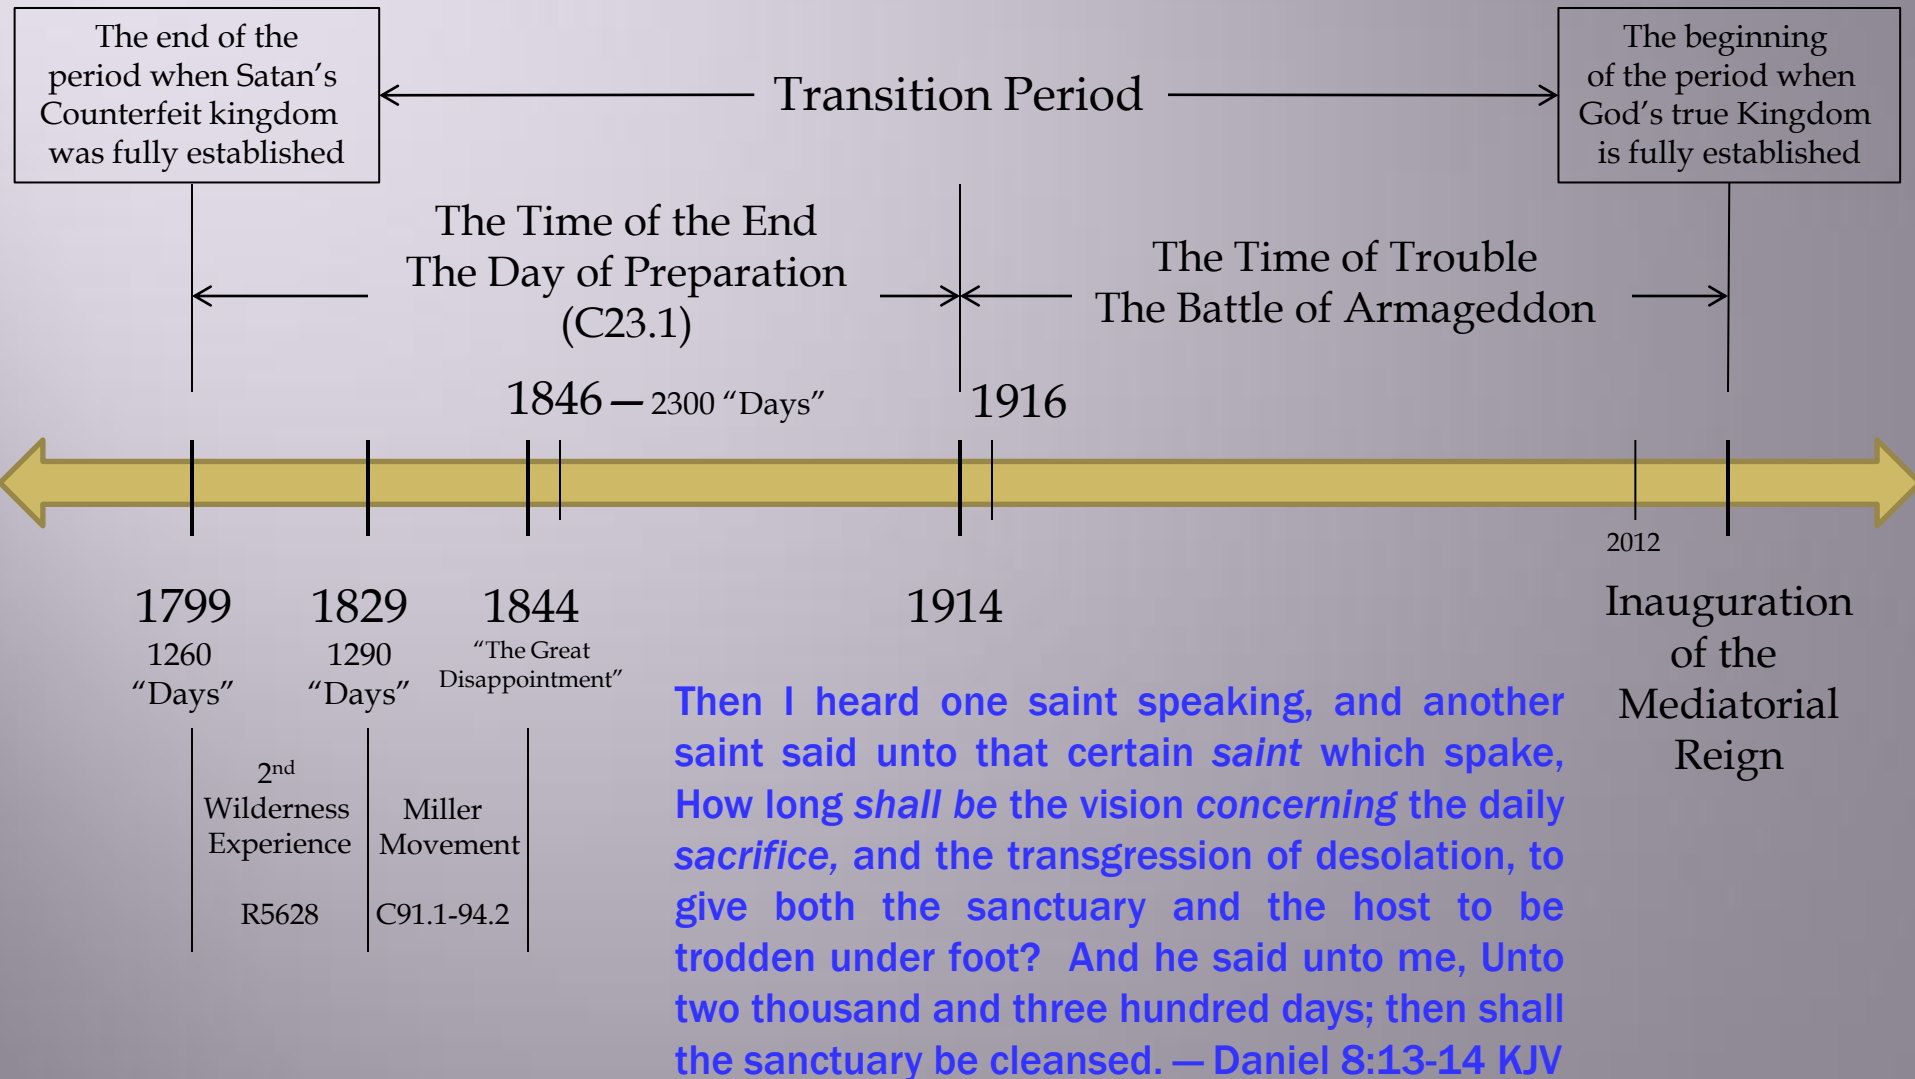 The end of the
period when Satan’s
Counterfeit kingdom
was fully established
Transition Period
The beginning
of the period when
God’s true Kingdom
is fully established
The Time of the End
The Day of Preparation
(C23.1)
The Time of Trouble
The Battle of Armageddon
1846 — 2300 “Days”
1916
2012
1799
1260
“Days”
1829
1290
“Days”
1844
“The Great
Disappointment”
1914
Inauguration
of the
Mediatorial
Reign
2nd
Wilderness
Experience
R5628
Miller
Movement
C91.1-94.2
Then I heard one saint speaking, and another
saint said unto that certain saint which spake,
How long shall be the vision concerning the daily
sacrifice, and the transgression of desolation, to
give both the sanctuary and the host to be
trodden under foot? And he said unto me, Unto
two thousand and three hundred days; then shall
the sanctuary be cleansed. — Daniel 8:13-14 KJV